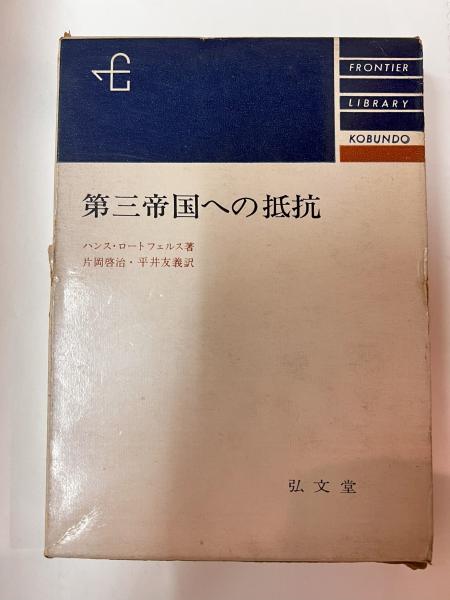 FRONTIER
LIBRARY
KOBUNDO
第三帝国への抵抗
ハンス・ロートフェルス著
片岡啓治・平井友義訳
弘文堂